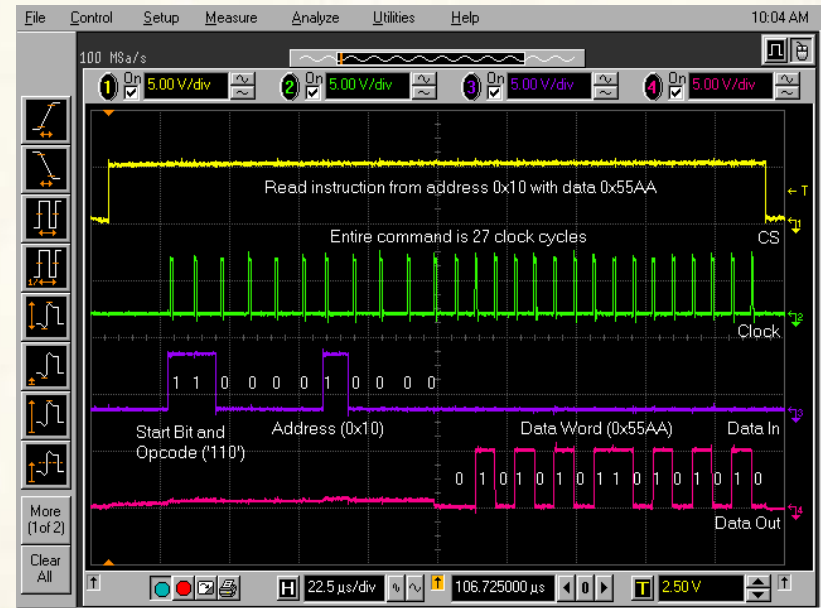 File Control Setup Measure Analyze Utilities Help 10:04 AM
100 MSa/s
1 On 5.00 V/div 2 On 5.00 V/div 3 On 5.00 V/div 4 On 5.00 V/div
Read instruction from address 0x10 with data 0x55AA
T
1
CS
Entire command is 27 clock cycles
2
Clock
1 1 0 0 0 0 1 0 0 0 0
3
Start Bit and Address (0x10) Data Word (0x55AA) Data In
Opcode ('110')
0 1 0 1 0 1 0 1 1 0 1 0 1 0 1 0
4
Data Out
1/
More
(1of 2)
Clear
All
H 22.5 µs/div T 106.725000 µs 0 T 2.50 V